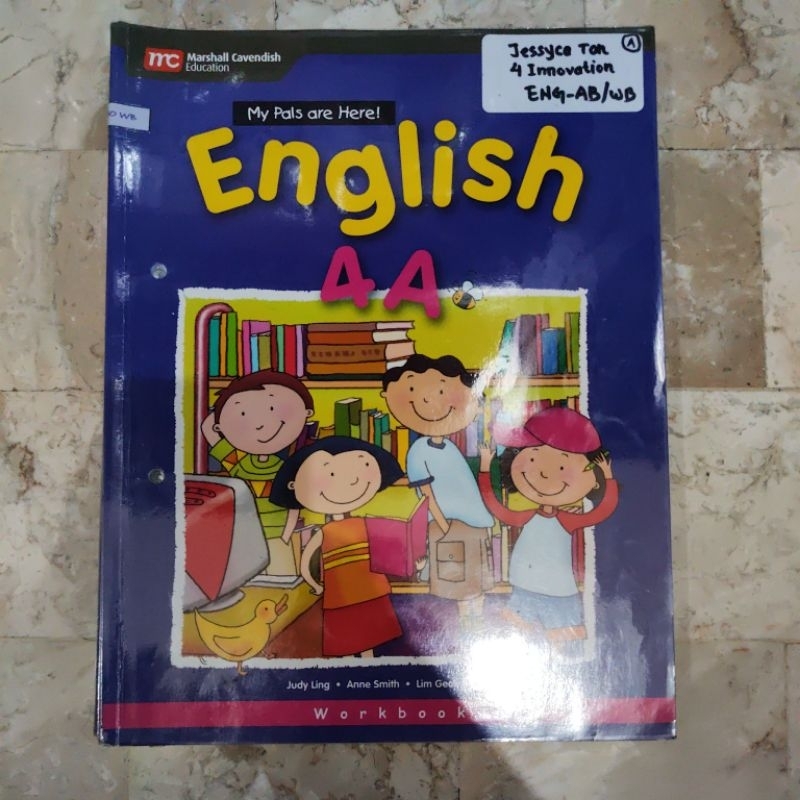 mc Marshall Cavendish
Education
Jessyca Tan A
4 Innovation
ENG-AB/WB
WB
My Pals are Here!
English
4A
Judy Ling • Anne Smith • Lim
Workbook